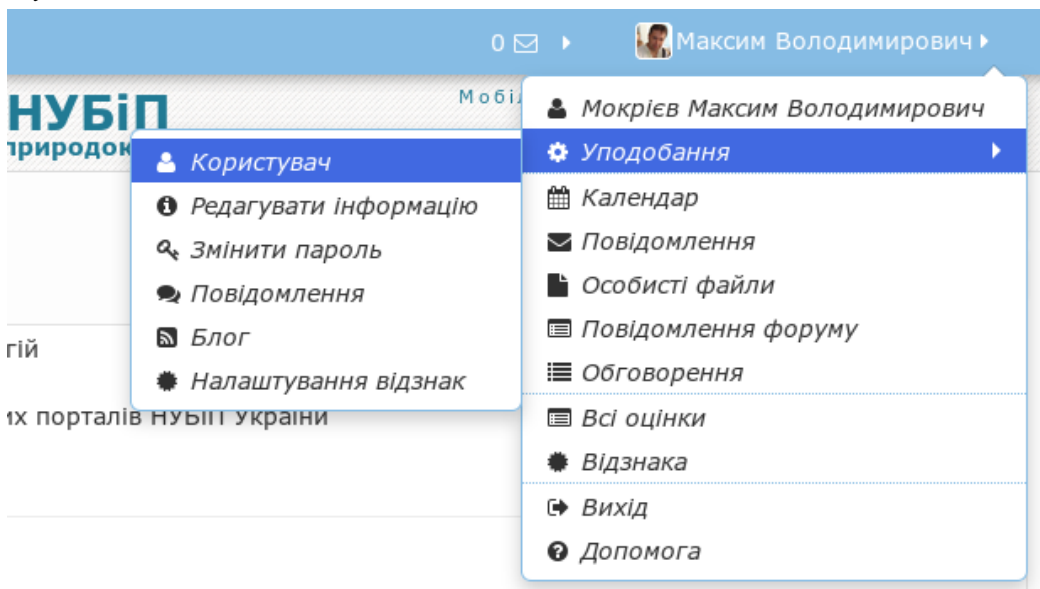 0
Максим Володимирович
НУБіП
Мобіл
природок
Мокрієв Максим Володимирович
Уподобання
Календар
Повідомлення
Особисті файли
Повідомлення форуму
Обговорення
Всі оцінки
Відзнака
Вихід
Допомога
Користувач
Редагувати інформацію
Змінити пароль
Повідомлення
Блог
Налаштування відзнак
гій
их порталів НУБіП України